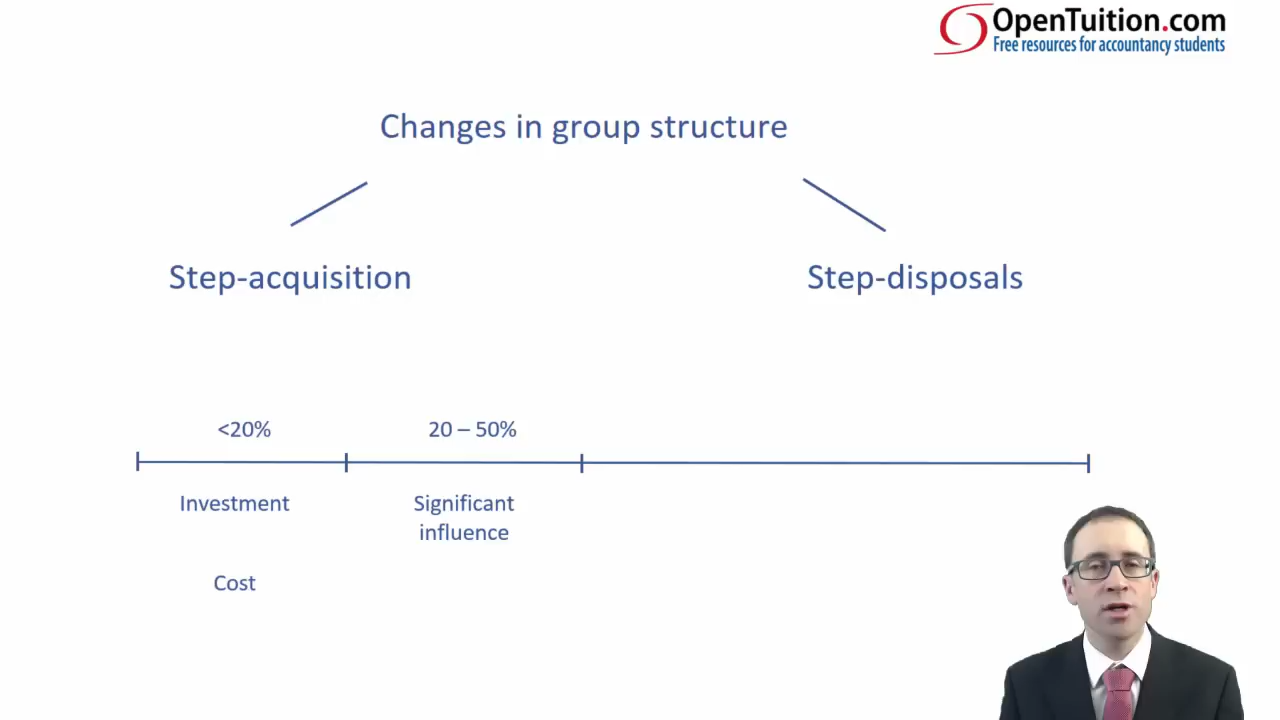 OpenTuition.com
Free resources for accountancy students
Changes in group structure
Step-acquisition
Step-disposals
<20%
20 – 50%
Investment
Significant
influence
Cost